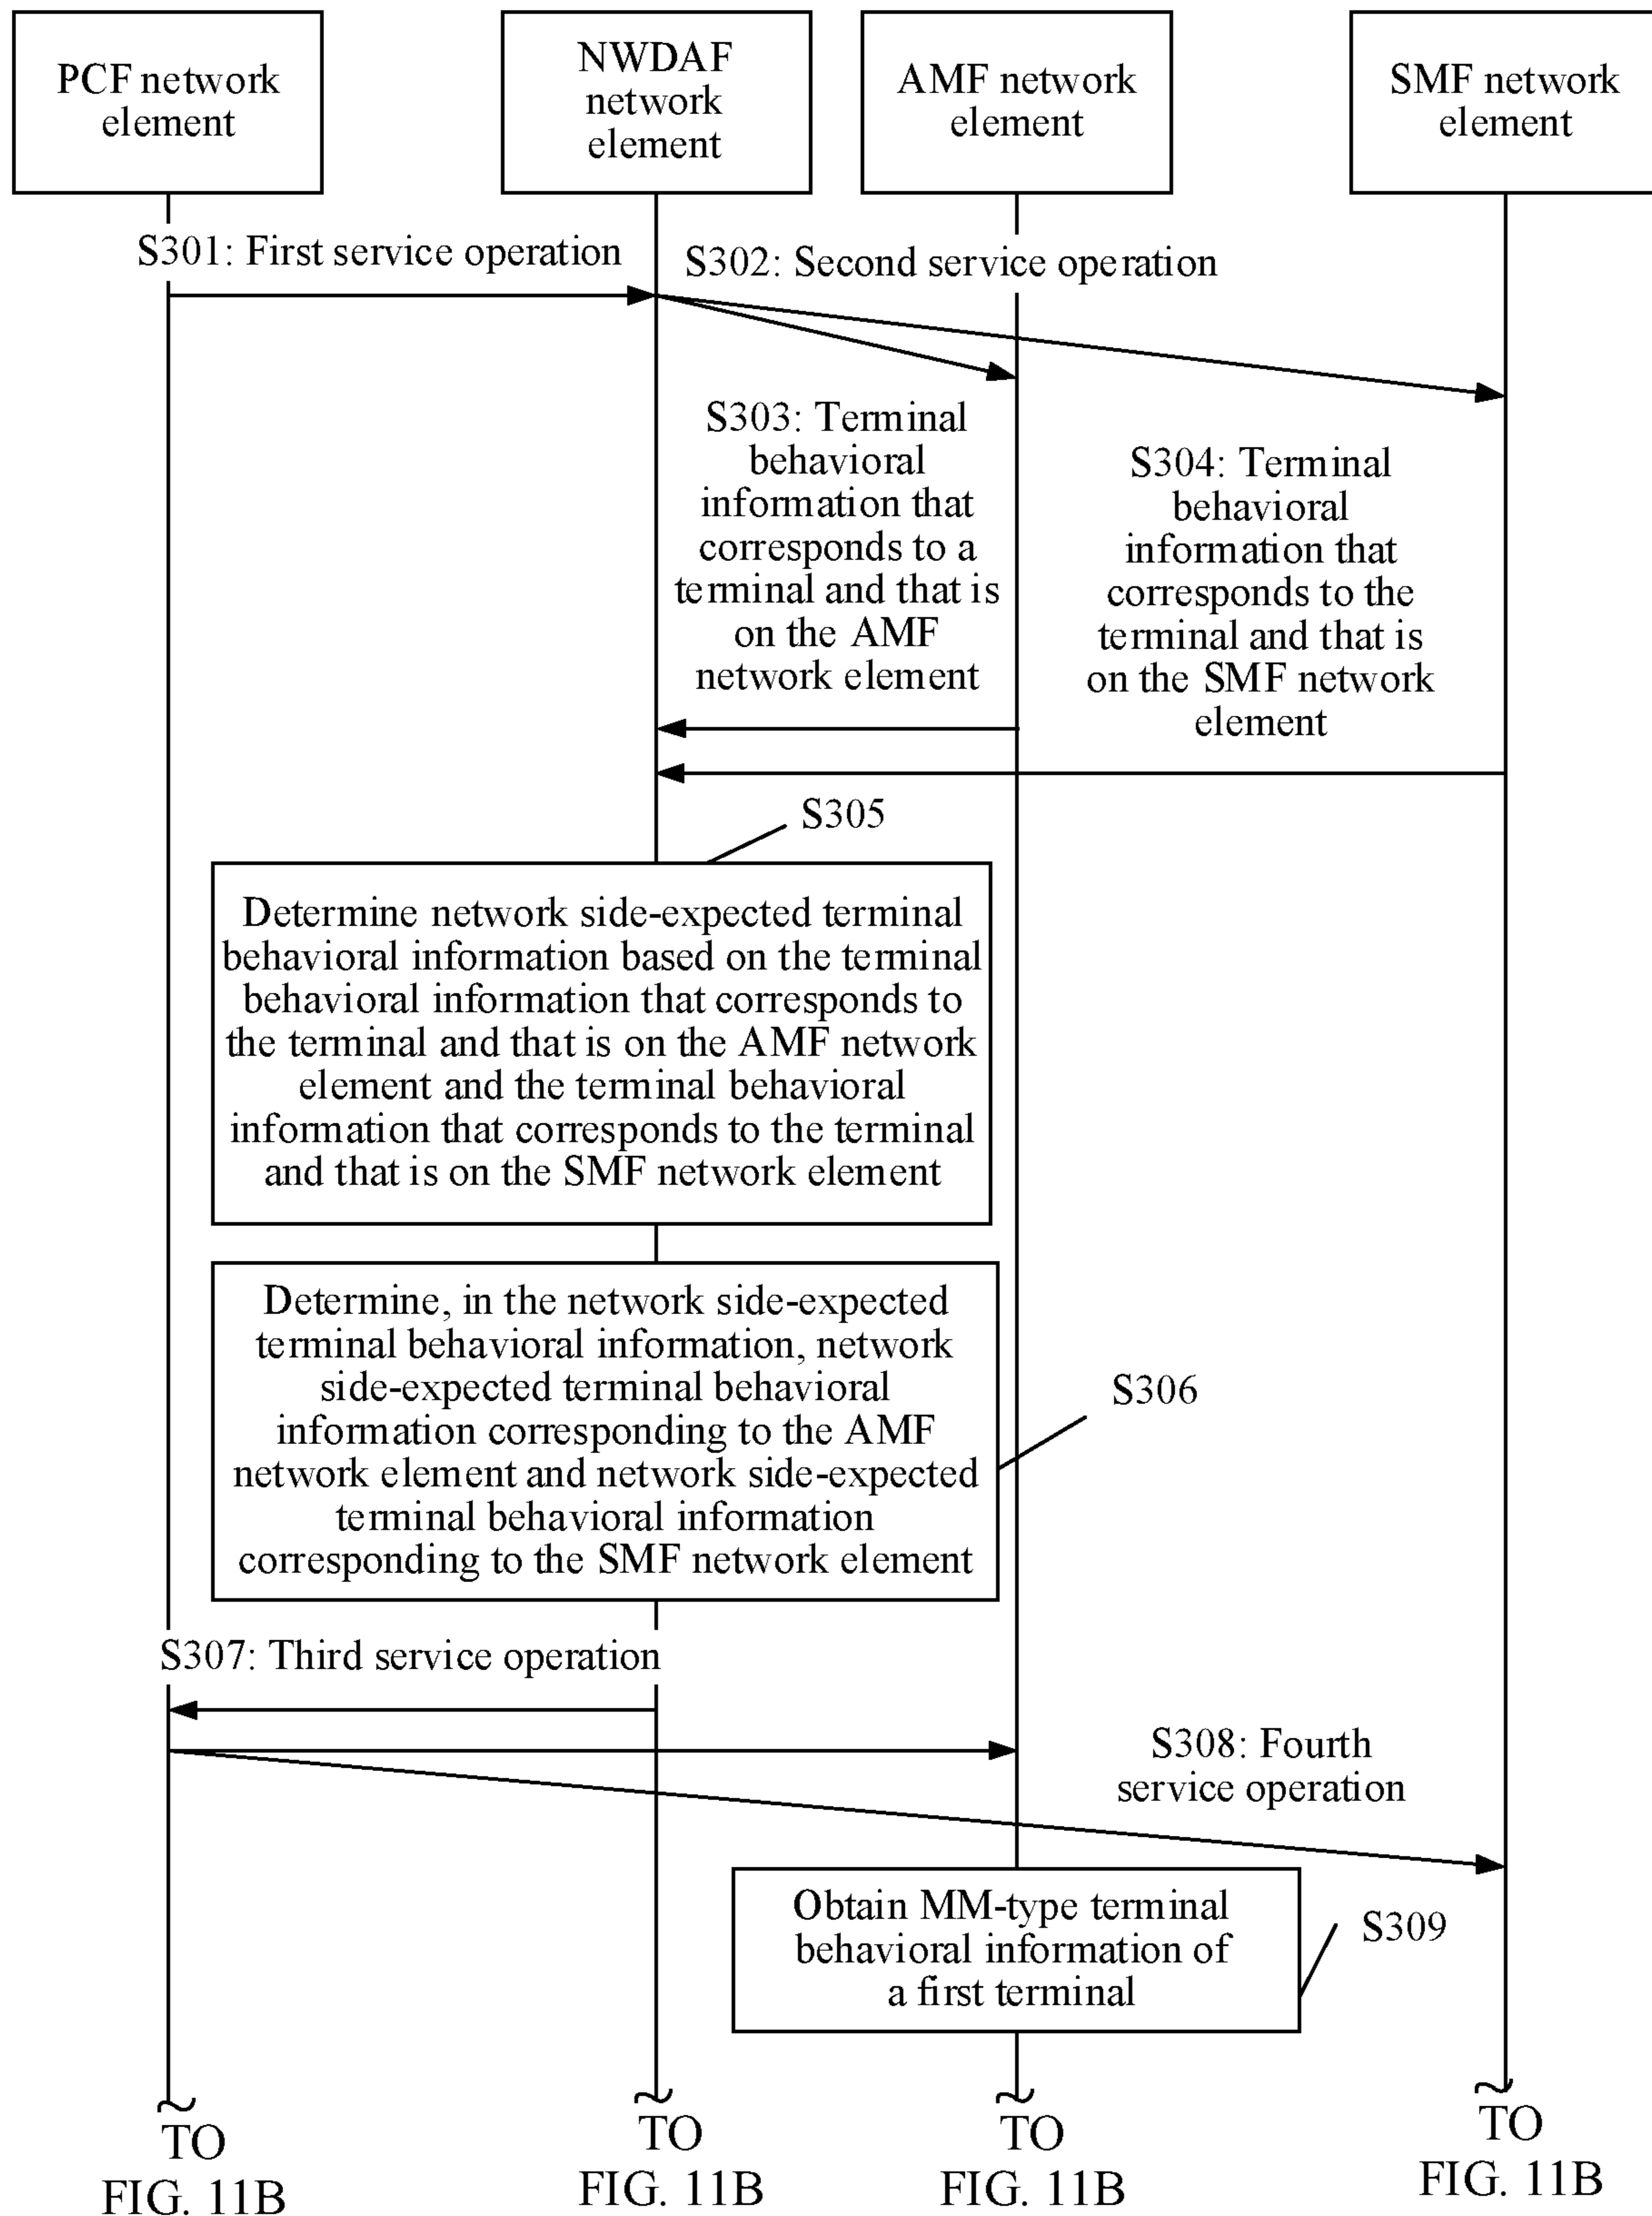 PCF network
element
NWDAF
network
element
AMF network
element
SMF network
element
S301: First service operation
S302: Second service operation
S303: Terminal
behavioral
information that
corresponds to a
terminal and that is
on the AMF
network element
S304: Terminal
behavioral
information that
corresponds to the
terminal and that is
on the SMF network
element
S305
Determine network side-expected terminal
behavioral information based on the terminal
behavioral information that corresponds to
the terminal and that is on the AMF network
element and the terminal behavioral
information that corresponds to the terminal
and that is on the SMF network element
Determine, in the network side-expected
terminal behavioral information, network
side-expected terminal behavioral
information corresponding to the AMF
network element and network side-expected
terminal behavioral information
corresponding to the SMF network element
S306
S307: Third service operation
S308: Fourth
service operation
Obtain MM-type terminal
behavioral information of
a first terminal
S309
TO
FIG. 11B
TO
FIG. 11B
TO
FIG. 11B
TO
FIG. 11B